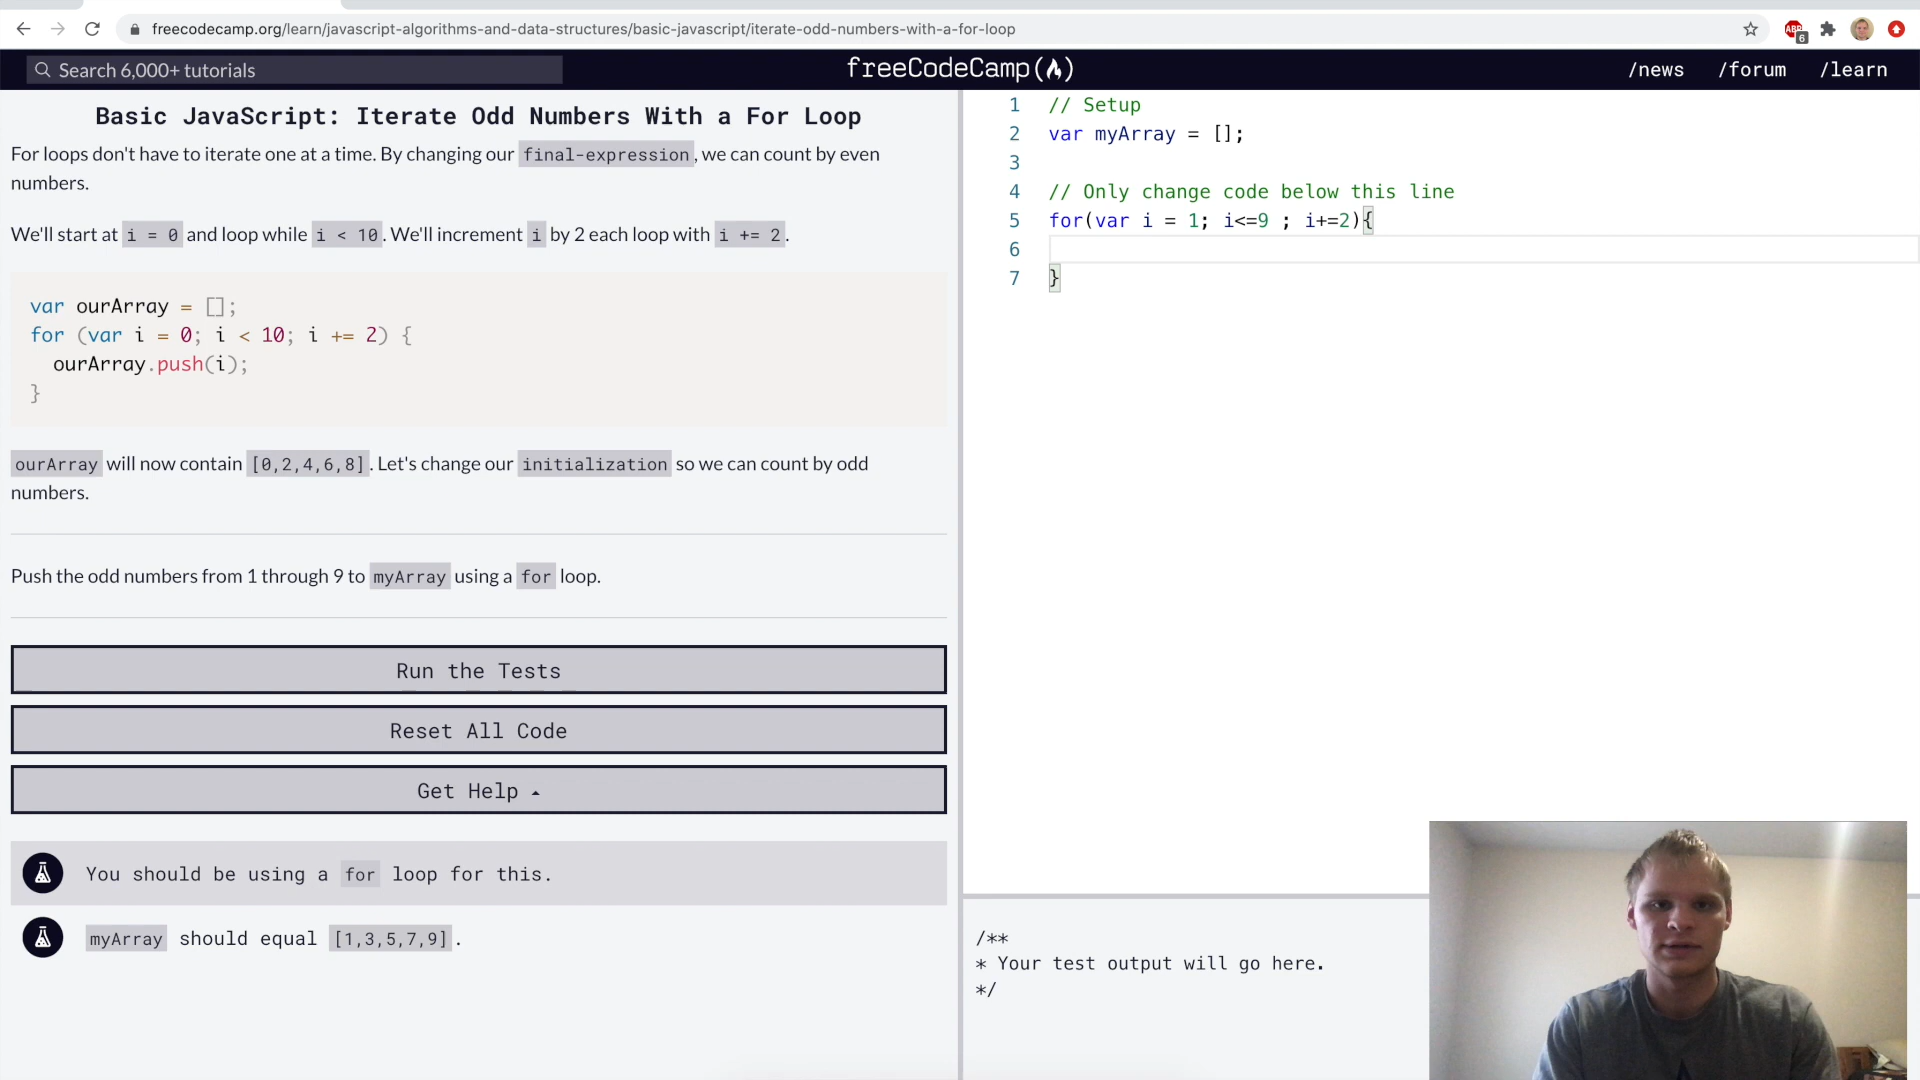 freecodecamp.org/learn/javascript-algorithms-and-data-structures/basic-javascript/iterate-odd-numbers-with-a-for-loop
ABP
6
Search 6,000+ tutorials
freeCodeCamp(🔥)
/news /forum /learn
Basic JavaScript: Iterate Odd Numbers With a For Loop
For loops don't have to iterate one at a time. By changing our final-expression, we can count by even
numbers.
We'll start at i = 0 and loop while i < 10. We'll increment i by 2 each loop with i += 2.
var ourArray = [];
for (var i = 0; i < 10; i += 2) {
  ourArray.push(i);
}
ourArray will now contain [0,2,4,6,8]. Let's change our initialization so we can count by odd
numbers.
Push the odd numbers from 1 through 9 to myArray using a for loop.
Run the Tests
Reset All Code
Get Help
You should be using a for loop for this.
myArray should equal [1,3,5,7,9].
1 // Setup
2 var myArray = [];
3
4 // Only change code below this line
5 for(var i = 1; i<=9 ; i+=2){
6
7 }
/**
* Your test output will go here.
*/